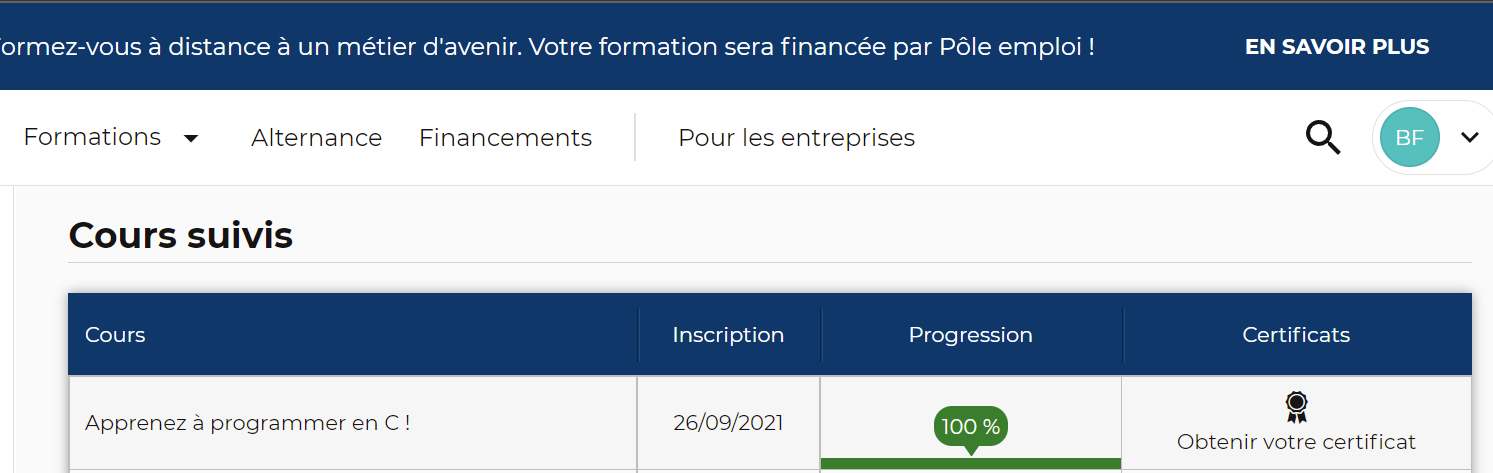 ormez-vous à distance à un métier d'avenir. Votre formation sera financée par Pôle emploi ! EN SAVOIR PLUS
Formations Alternance Financements Pour les entreprises BF
Cours suivis
Cours Inscription Progression Certificats
Apprenez à programmer en C ! 26/09/2021 100 % Obtenir votre certificat